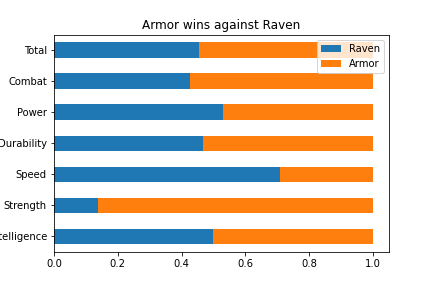 Armor wins against Raven
Raven
Armor
Total
Combat
Power
Durability
Speed
Strength
telligence
0.0 0.2 0.4 0.6 0.8 1.0